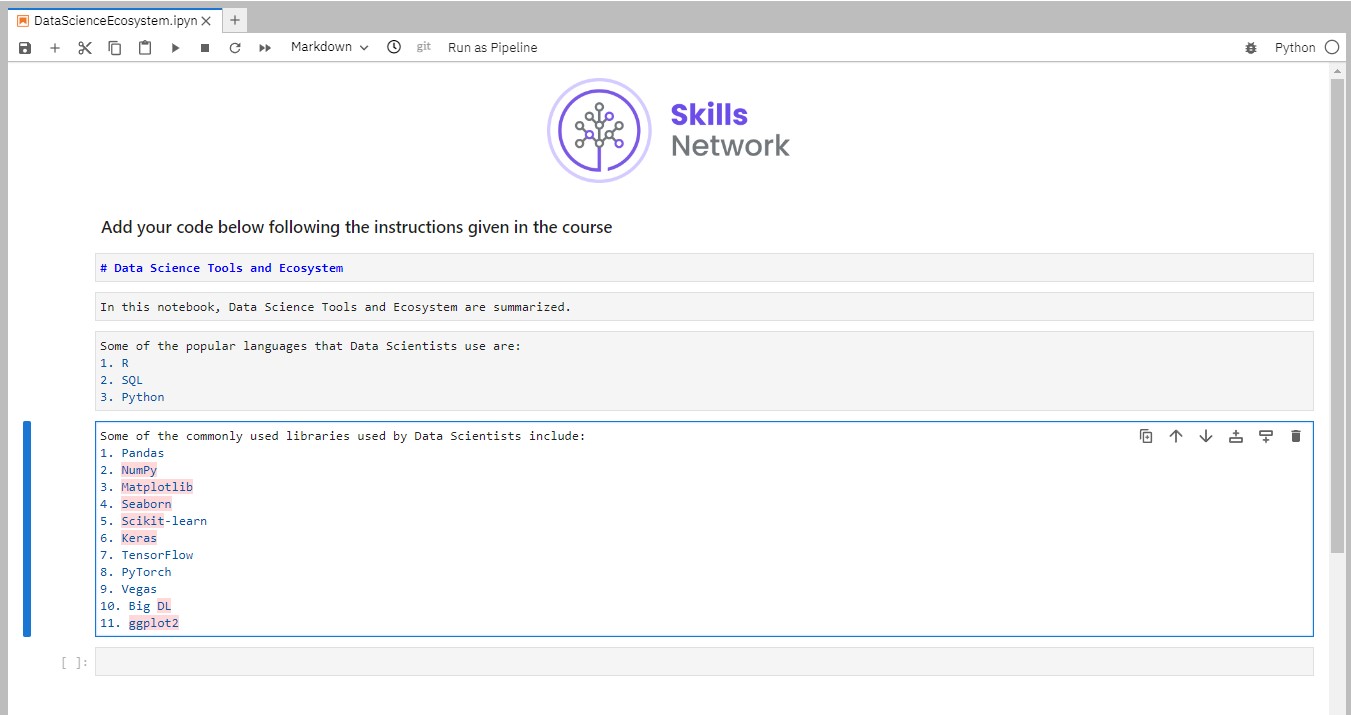 DataScienceEcosystem.ipyn
Markdown git Run as Pipeline Python
Skills
Network
Add your code below following the instructions given in the course
# Data Science Tools and Ecosystem
In this notebook, Data Science Tools and Ecosystem are summarized.
Some of the popular languages that Data Scientists use are:
1. R
2. SQL
3. Python
Some of the commonly used libraries used by Data Scientists include:
1. Pandas
2. NumPy
3. Matplotlib
4. Seaborn
5. Scikit-learn
6. Keras
7. TensorFlow
8. PyTorch
9. Vegas
10. Big DL
11. ggplot2
[ ]: